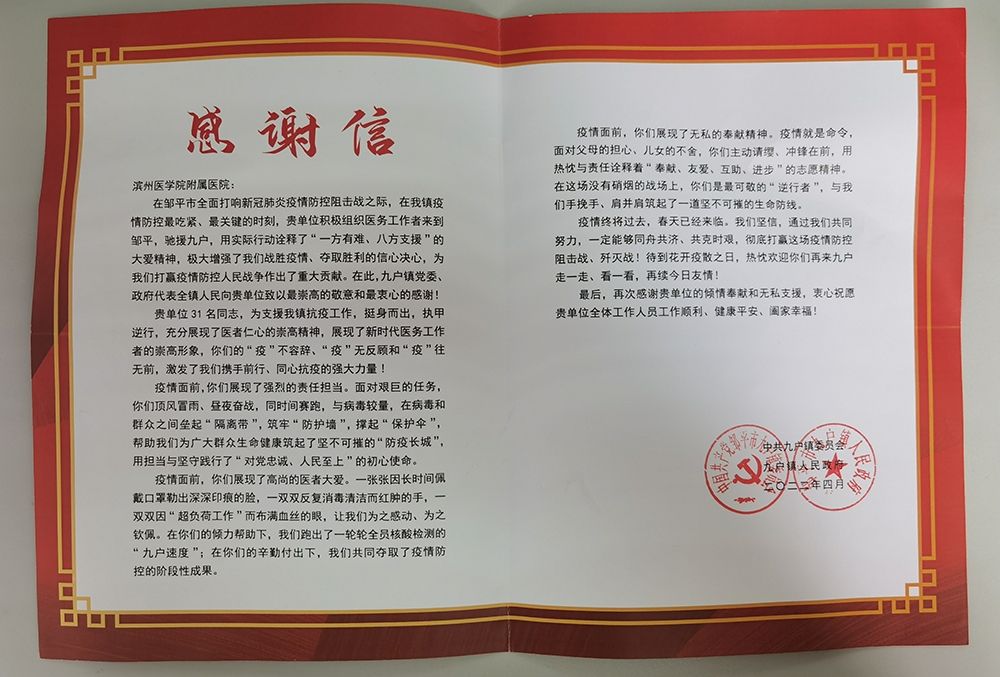 感谢信
滨州医学院附属医院：
在邹平市全面打响新冠肺炎疫情防控阻击战之际，在我镇疫
情防控最吃紧、最关键的时刻，贵单位积极组织医务工作者来到
邹平，驰援九户，用实际行动诠释了“一方有难、八方支援”的
大爱精神，极大增强了我们战胜疫情、夺取胜利的信心决心，为
我们打赢疫情防控人民战争作出了重大贡献。在此，九户镇党委、
政府代表全镇人民向贵单位致以最崇高的敬意和最衷心的感谢！
贵单位31名同志，为支援我镇抗疫工作，挺身而出，执甲
逆行，充分展现了医者仁心的崇高精神，展现了新时代医务工作
者的崇高形象，你们的“疫”不容辞、“疫”无反顾和“疫”往
无前，激发了我们携手前行、同心抗疫的强大力量！
疫情面前，你们展现了强烈的责任担当。面对艰巨的任务，
你们顶风冒雨、昼夜奋战，同时间赛跑，与病毒较量，在病毒和
群众之间垒起“隔离带”，筑牢“防护墙”，撑起“保护伞”，
帮助我们为广大群众生命健康筑起了坚不可摧的“防疫长城”，
用担当与坚守践行了“对党忠诚、人民至上”的初心使命。
疫情面前，你们展现了高尚的医者大爱。一张张因长时间佩
戴口罩勒出深深印痕的脸，一双双反复消毒清洁而红肿的手，一
双双因“超负荷工作”而布满血丝的眼，让我们为之感动、为之
钦佩。在你们的倾力帮助下，我们跑出了一轮轮全员核酸检测的
“九户速度”；在你们的辛勤付出下，我们共同夺取了疫情防
控的阶段性成果。
疫情面前，你们展现了无私的奉献精神。疫情就是命令，
面对父母的担心、儿女的不舍，你们主动请缨、冲锋在前，用
热忱与责任诠释着“奉献、友爱、互助、进步”的志愿精神。
在这场没有硝烟的战场上，你们是最可敬的“逆行者”，与我
们手挽手、肩并肩筑起了一道坚不可摧的生命防线。
疫情终将过去，春天已经来临。我们坚信，通过我们共同
努力，一定能够同舟共济、共克时艰，彻底打赢这场疫情防控
阻击战、歼灭战！待到花开疫散之日，热忱欢迎你们再来九户
走一走、看一看，再续今日友情！
最后，再次感谢贵单位的倾情奉献和无私支援，衷心祝愿
贵单位全体工作人员工作顺利、健康平安、阖家幸福！
中共九户镇委员会
九户镇人民政府
二〇二二年四月